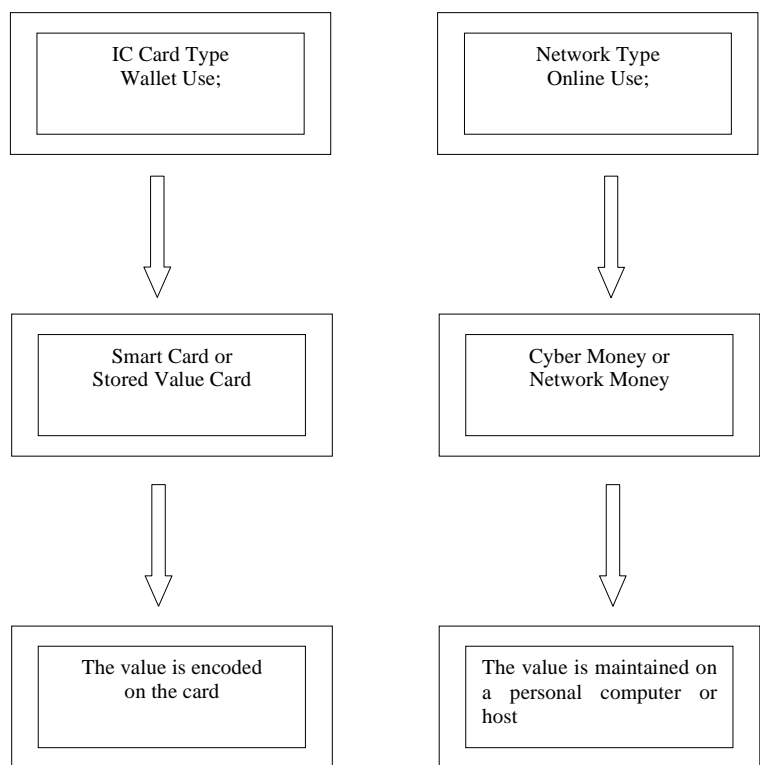 IC Card Type
Wallet Use;
Network Type
Online Use;
Smart Card or
Stored Value Card
Cyber Money or
Network Money
The value is encoded
on the card
The value is maintained on
a personal computer or
host